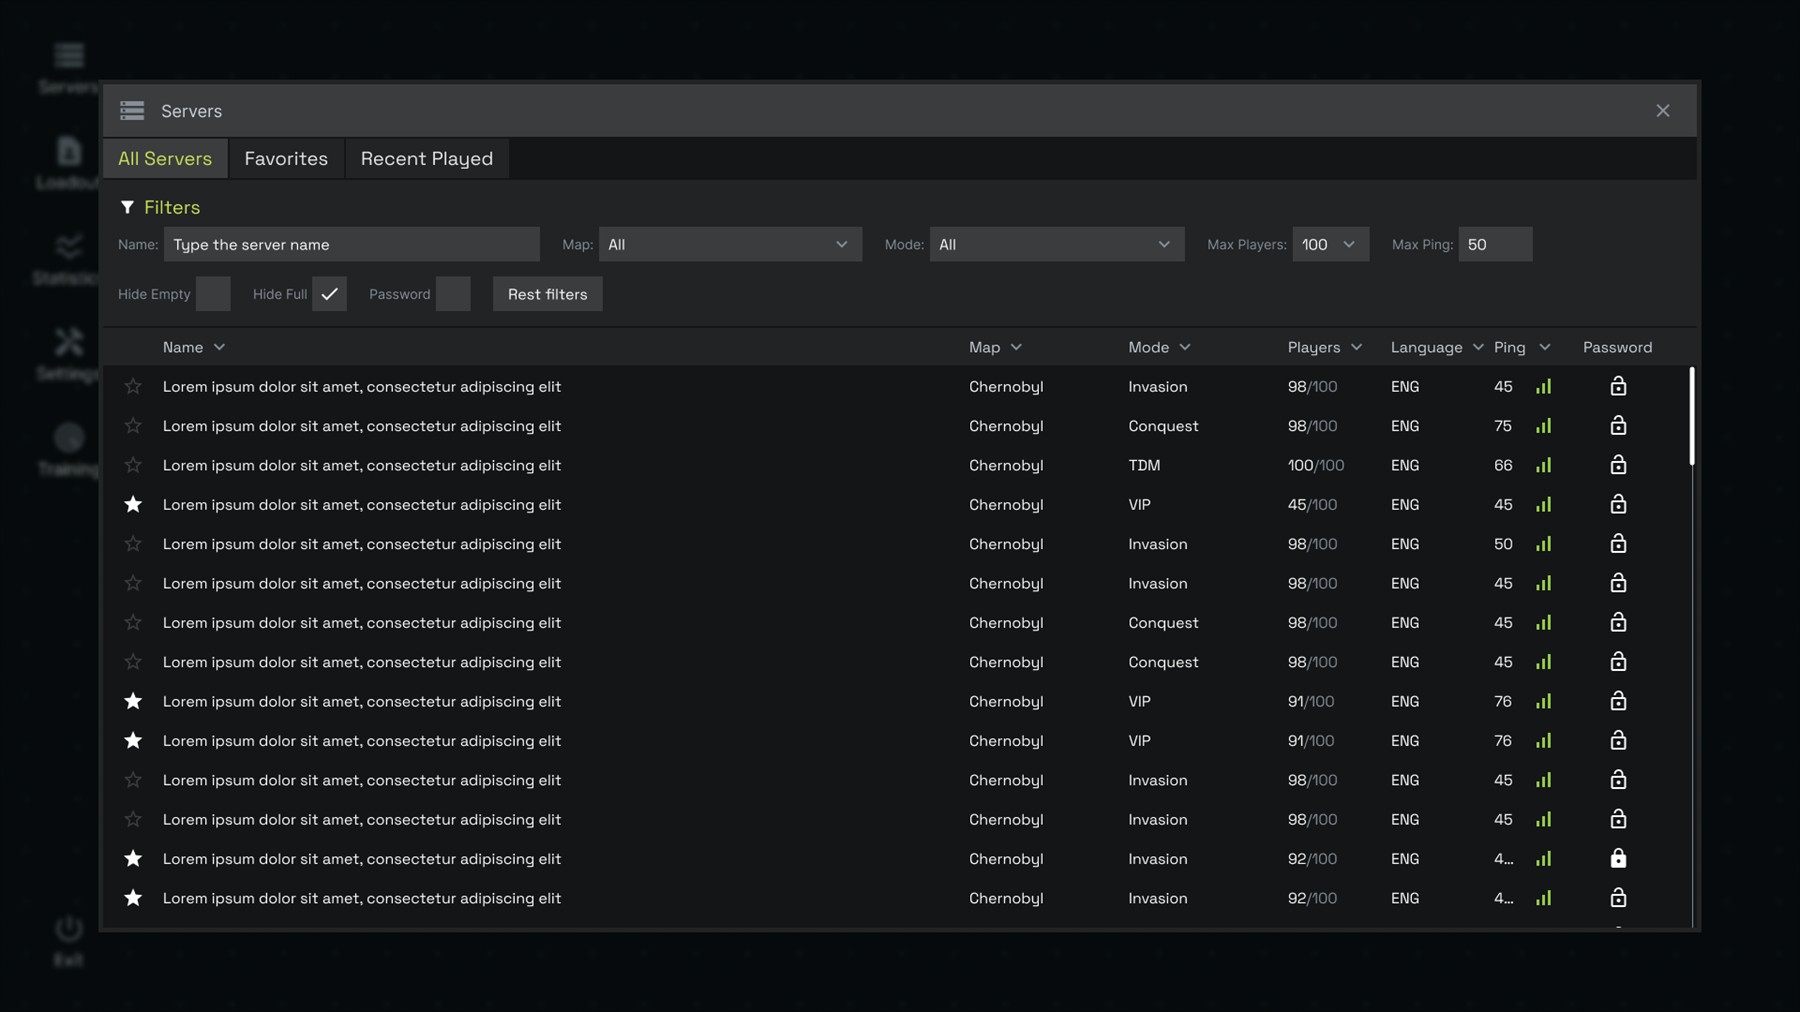 Servers
Servers
All Servers Favorites Recent Played
Loadout
Filters
Name: Type the server name Map: All Mode: All Max Players: 100 Max Ping: 50
Statistics
Hide Empty Hide Full Password Rest filters
Name Map Mode Players Language Ping Password
Settings
Lorem ipsum dolor sit amet, consectetur adipiscing elit Chernobyl Invasion 98/100 ENG 45
Lorem ipsum dolor sit amet, consectetur adipiscing elit Chernobyl Conquest 98/100 ENG 75
Lorem ipsum dolor sit amet, consectetur adipiscing elit Chernobyl TDM 100/100 ENG 66
Training
Lorem ipsum dolor sit amet, consectetur adipiscing elit Chernobyl VIP 45/100 ENG 45
Lorem ipsum dolor sit amet, consectetur adipiscing elit Chernobyl Invasion 98/100 ENG 50
Lorem ipsum dolor sit amet, consectetur adipiscing elit Chernobyl Invasion 98/100 ENG 45
Lorem ipsum dolor sit amet, consectetur adipiscing elit Chernobyl Conquest 98/100 ENG 45
Lorem ipsum dolor sit amet, consectetur adipiscing elit Chernobyl Conquest 98/100 ENG 45
Lorem ipsum dolor sit amet, consectetur adipiscing elit Chernobyl VIP 91/100 ENG 76
Lorem ipsum dolor sit amet, consectetur adipiscing elit Chernobyl VIP 91/100 ENG 76
Lorem ipsum dolor sit amet, consectetur adipiscing elit Chernobyl Invasion 98/100 ENG 45
Lorem ipsum dolor sit amet, consectetur adipiscing elit Chernobyl Invasion 98/100 ENG 45
Lorem ipsum dolor sit amet, consectetur adipiscing elit Chernobyl Invasion 92/100 ENG 4...
Lorem ipsum dolor sit amet, consectetur adipiscing elit Chernobyl Invasion 92/100 ENG 4...
Exit